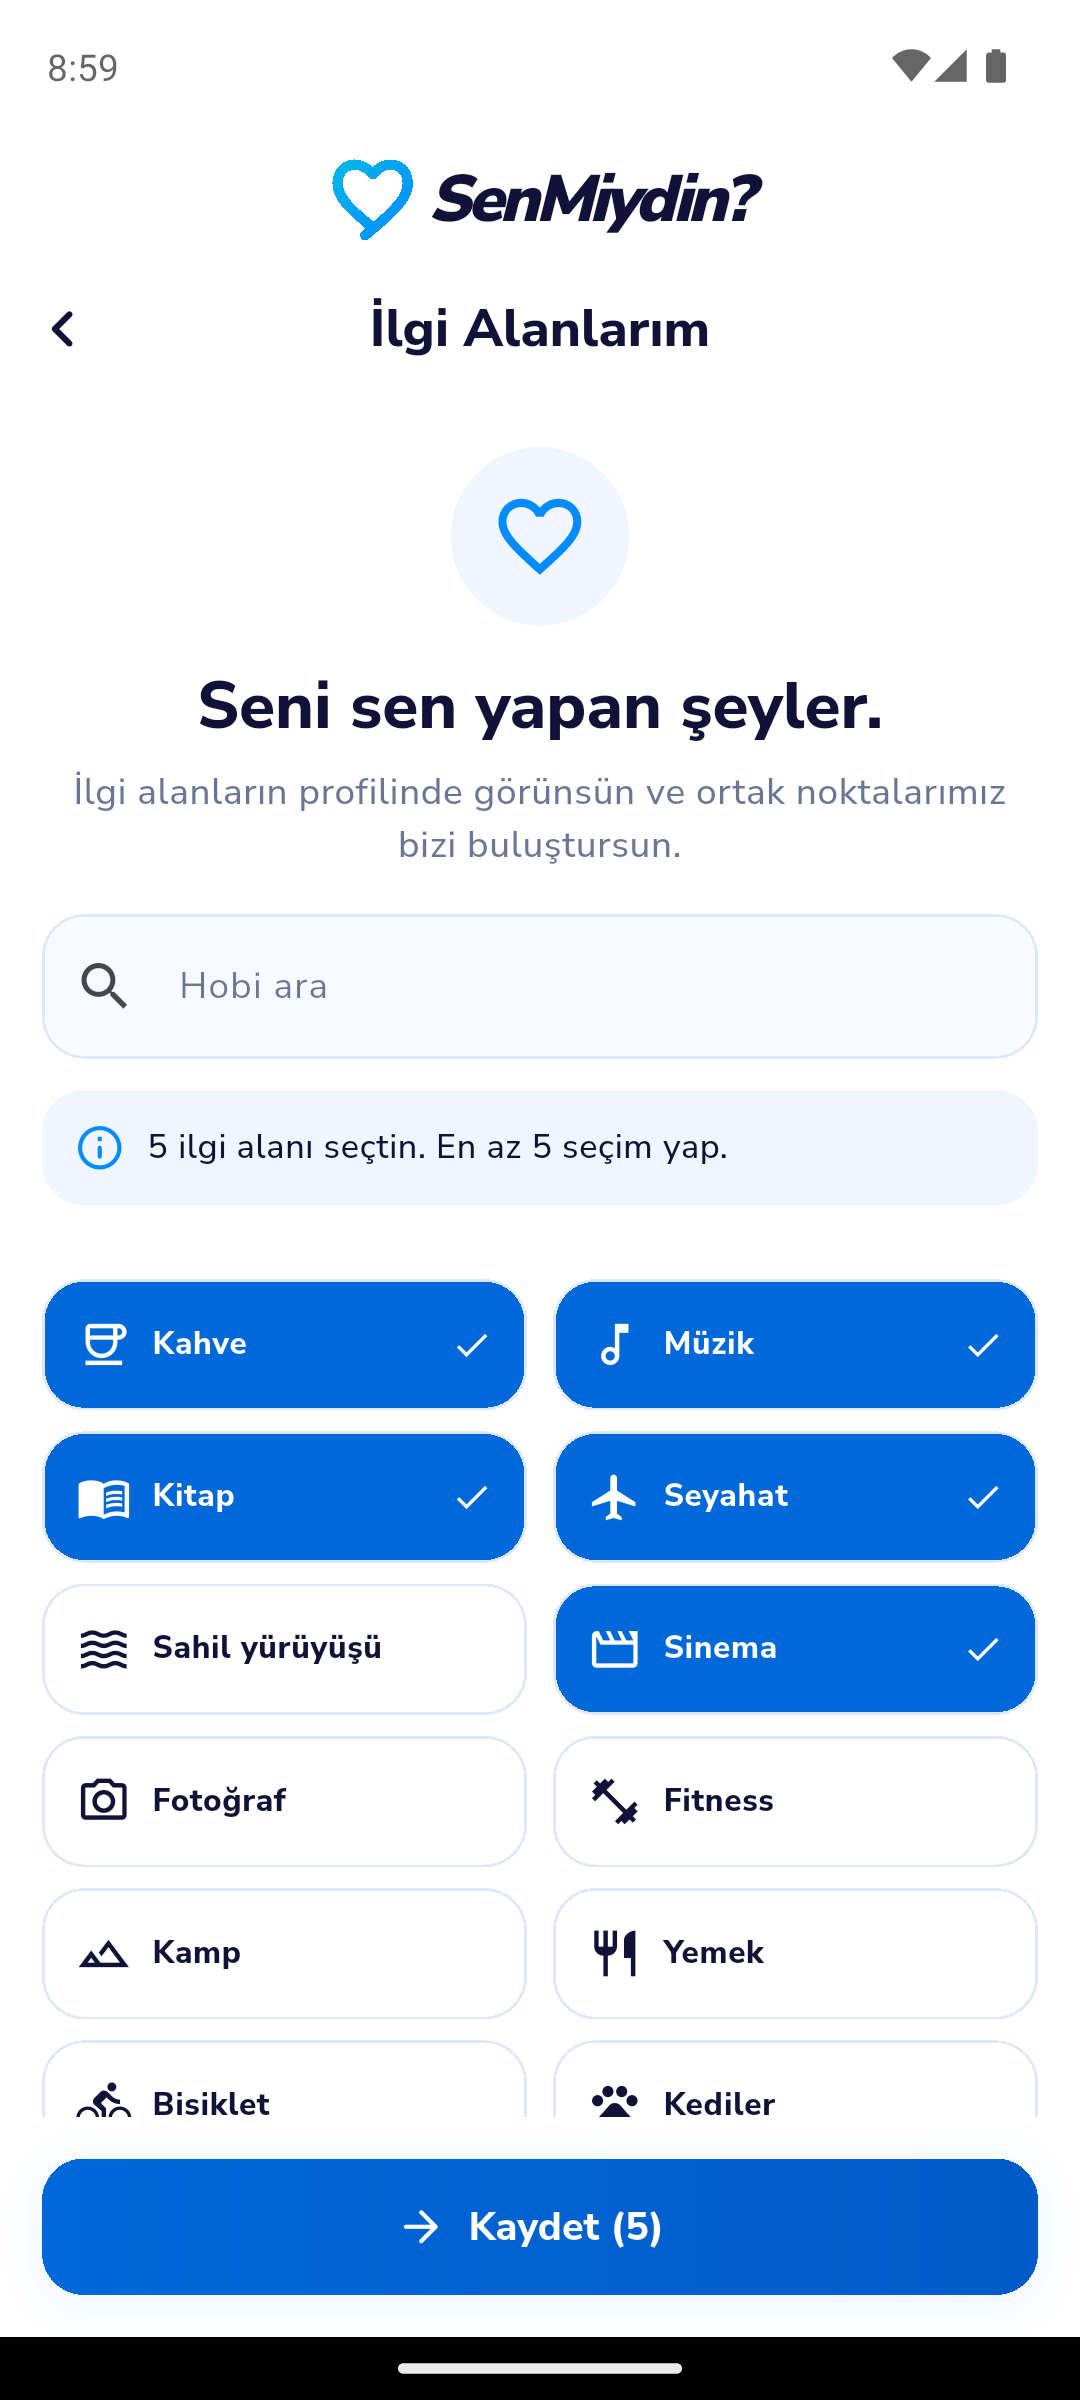 8:59
SenMiydin?
İlgi Alanlarım
Seni sen yapan şeyler.
İlgi alanların profilinde görünsün ve ortak noktalarımız
bizi buluştursun.
Hobi ara
5 ilgi alanı seçtin. En az 5 seçim yap.
Kahve
Müzik
Kitap
Seyahat
Sahil yürüyüşü
Sinema
Fotoğraf
Fitness
Kamp
Yemek
Bisiklet
Kediler
Kaydet (5)